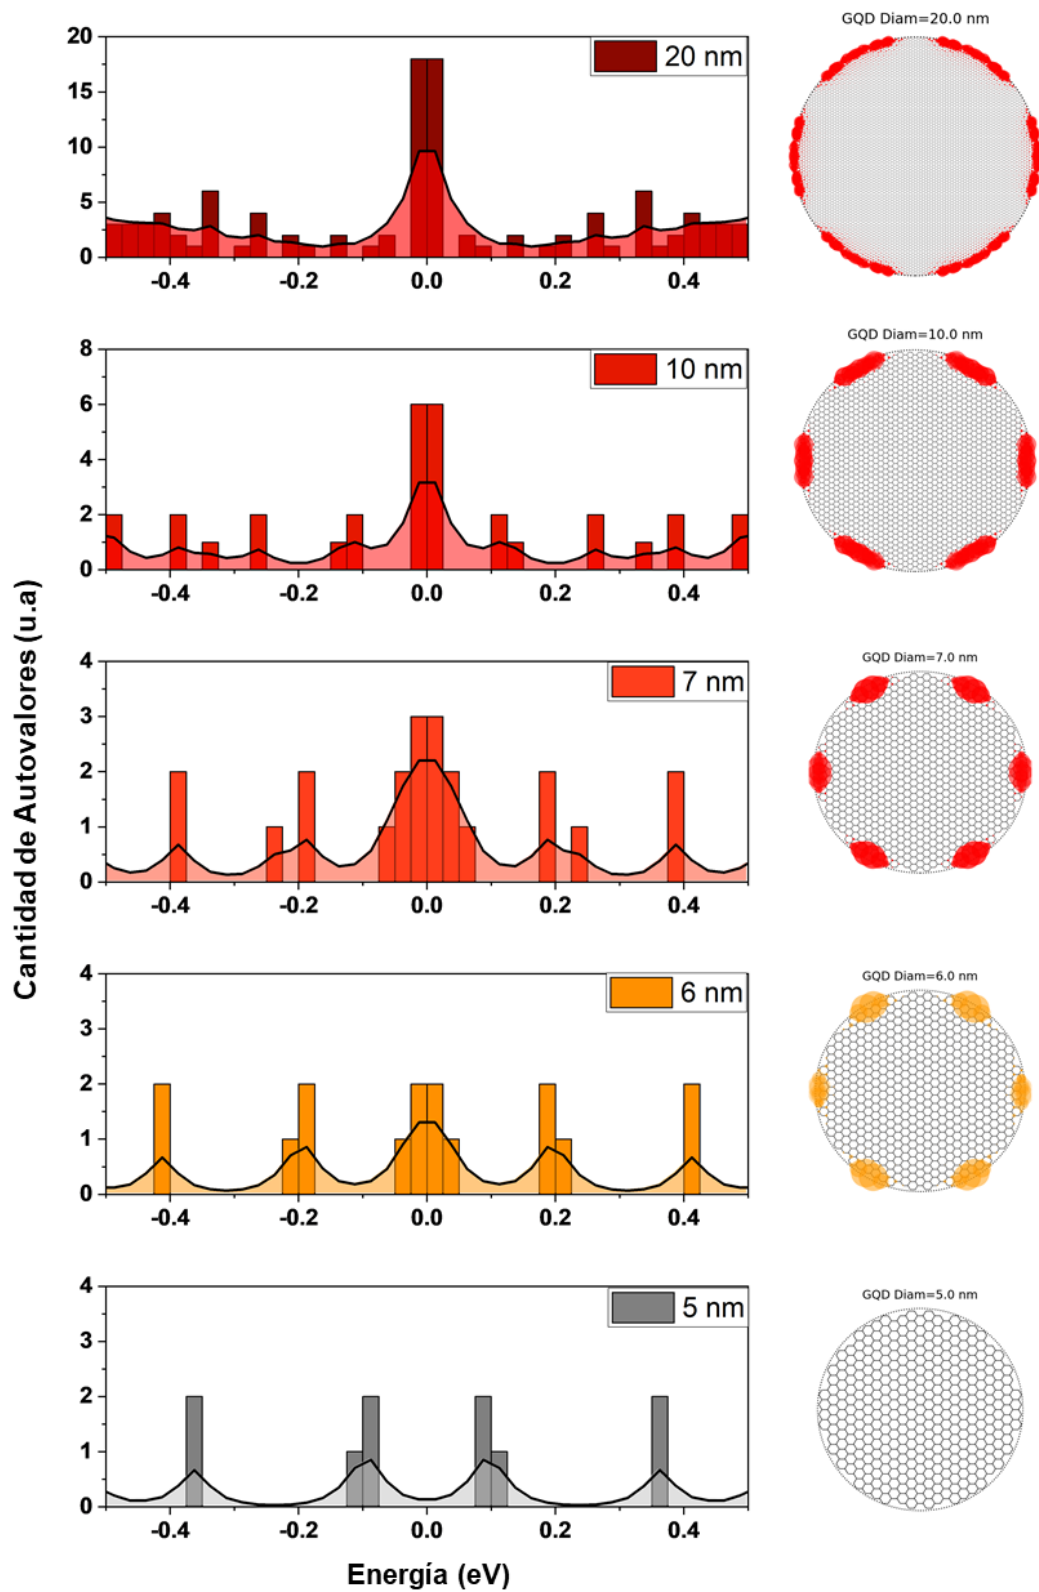 Cantidad de Autovalores (u.a)
20 nm
20
15
10
5
0
-0.4 -0.2 0.0 0.2 0.4
GQD Diam=20.0 nm
10 nm
8
6
4
2
0
-0.4 -0.2 0.0 0.2 0.4
GQD Diam=10.0 nm
7 nm
4
3
2
1
0
-0.4 -0.2 0.0 0.2 0.4
GQD Diam=7.0 nm
6 nm
4
3
2
1
0
-0.4 -0.2 0.0 0.2 0.4
GQD Diam=6.0 nm
5 nm
4
3
2
1
0
-0.4 -0.2 0.0 0.2 0.4
GQD Diam=5.0 nm
Energía (eV)